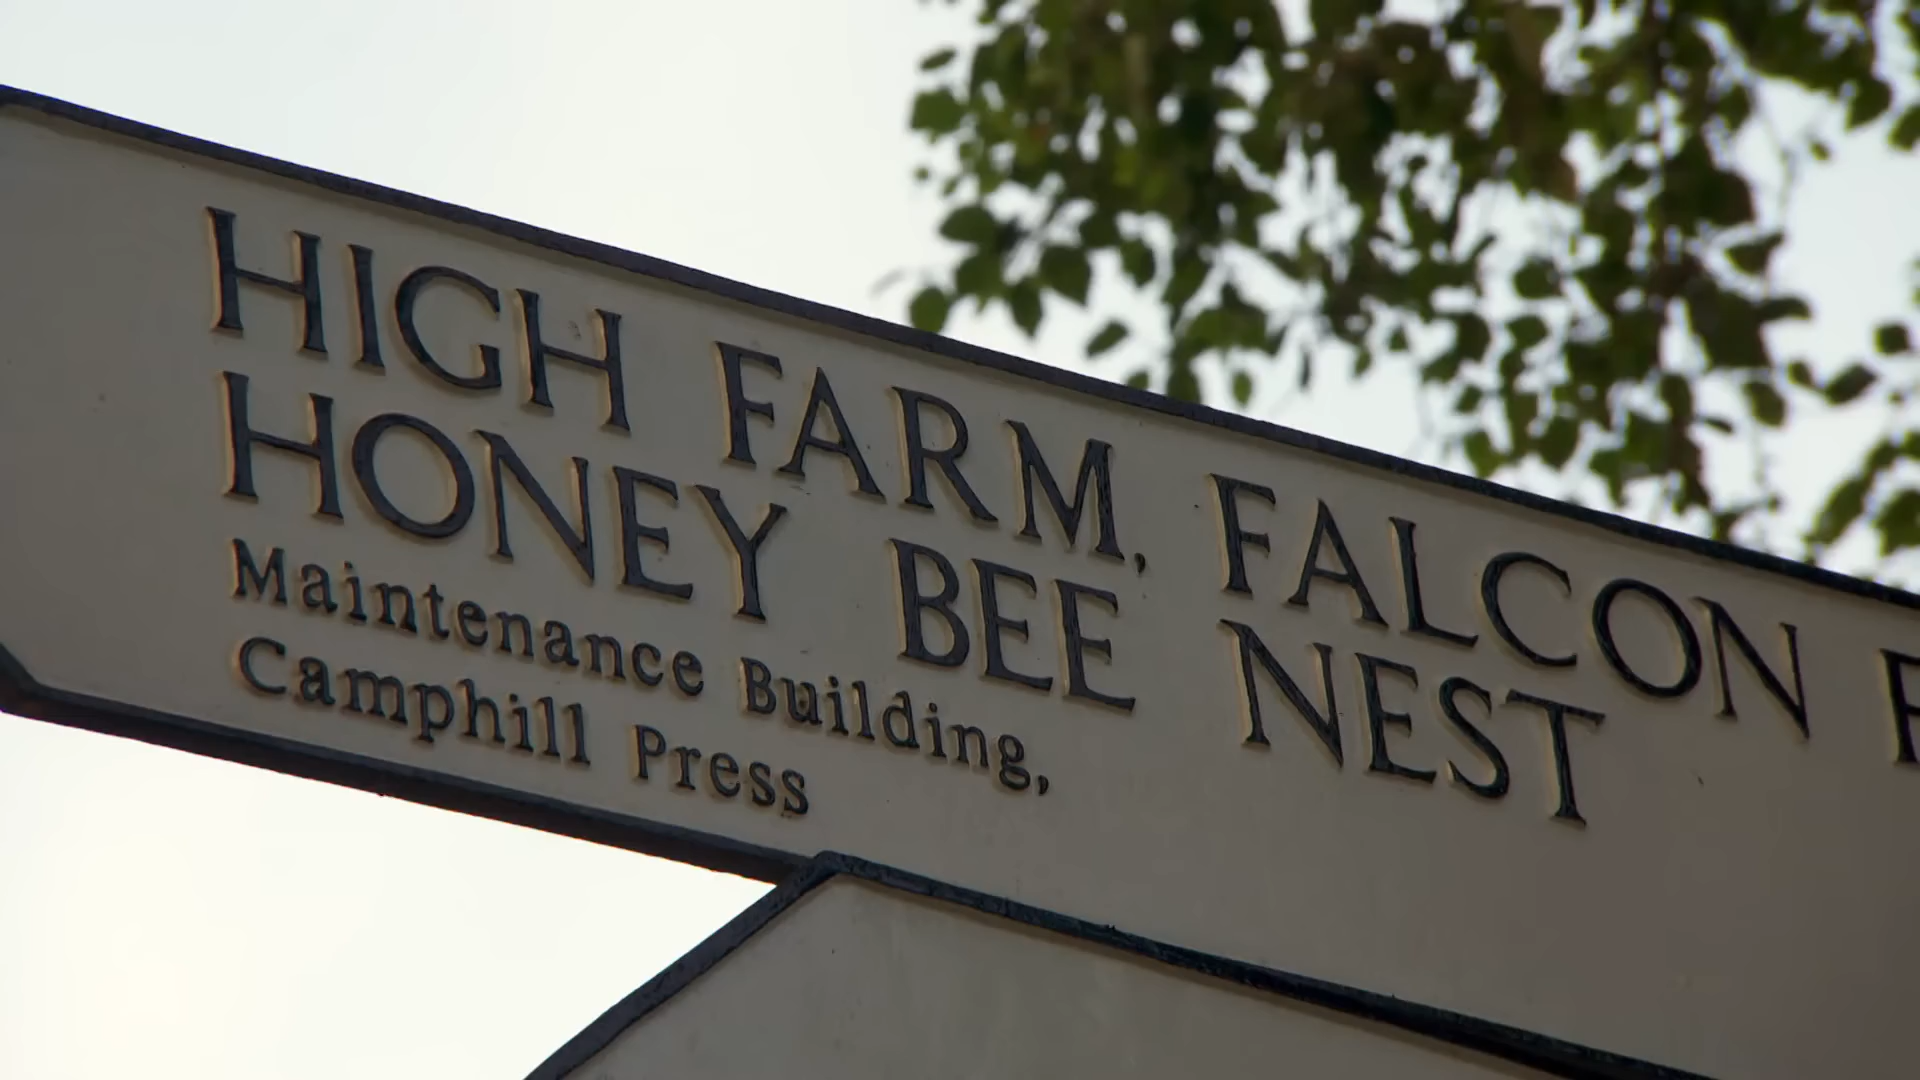 HIGH FARM, FALCON
HONEY BEE NEST
Maintenance Building,
Camphill Press